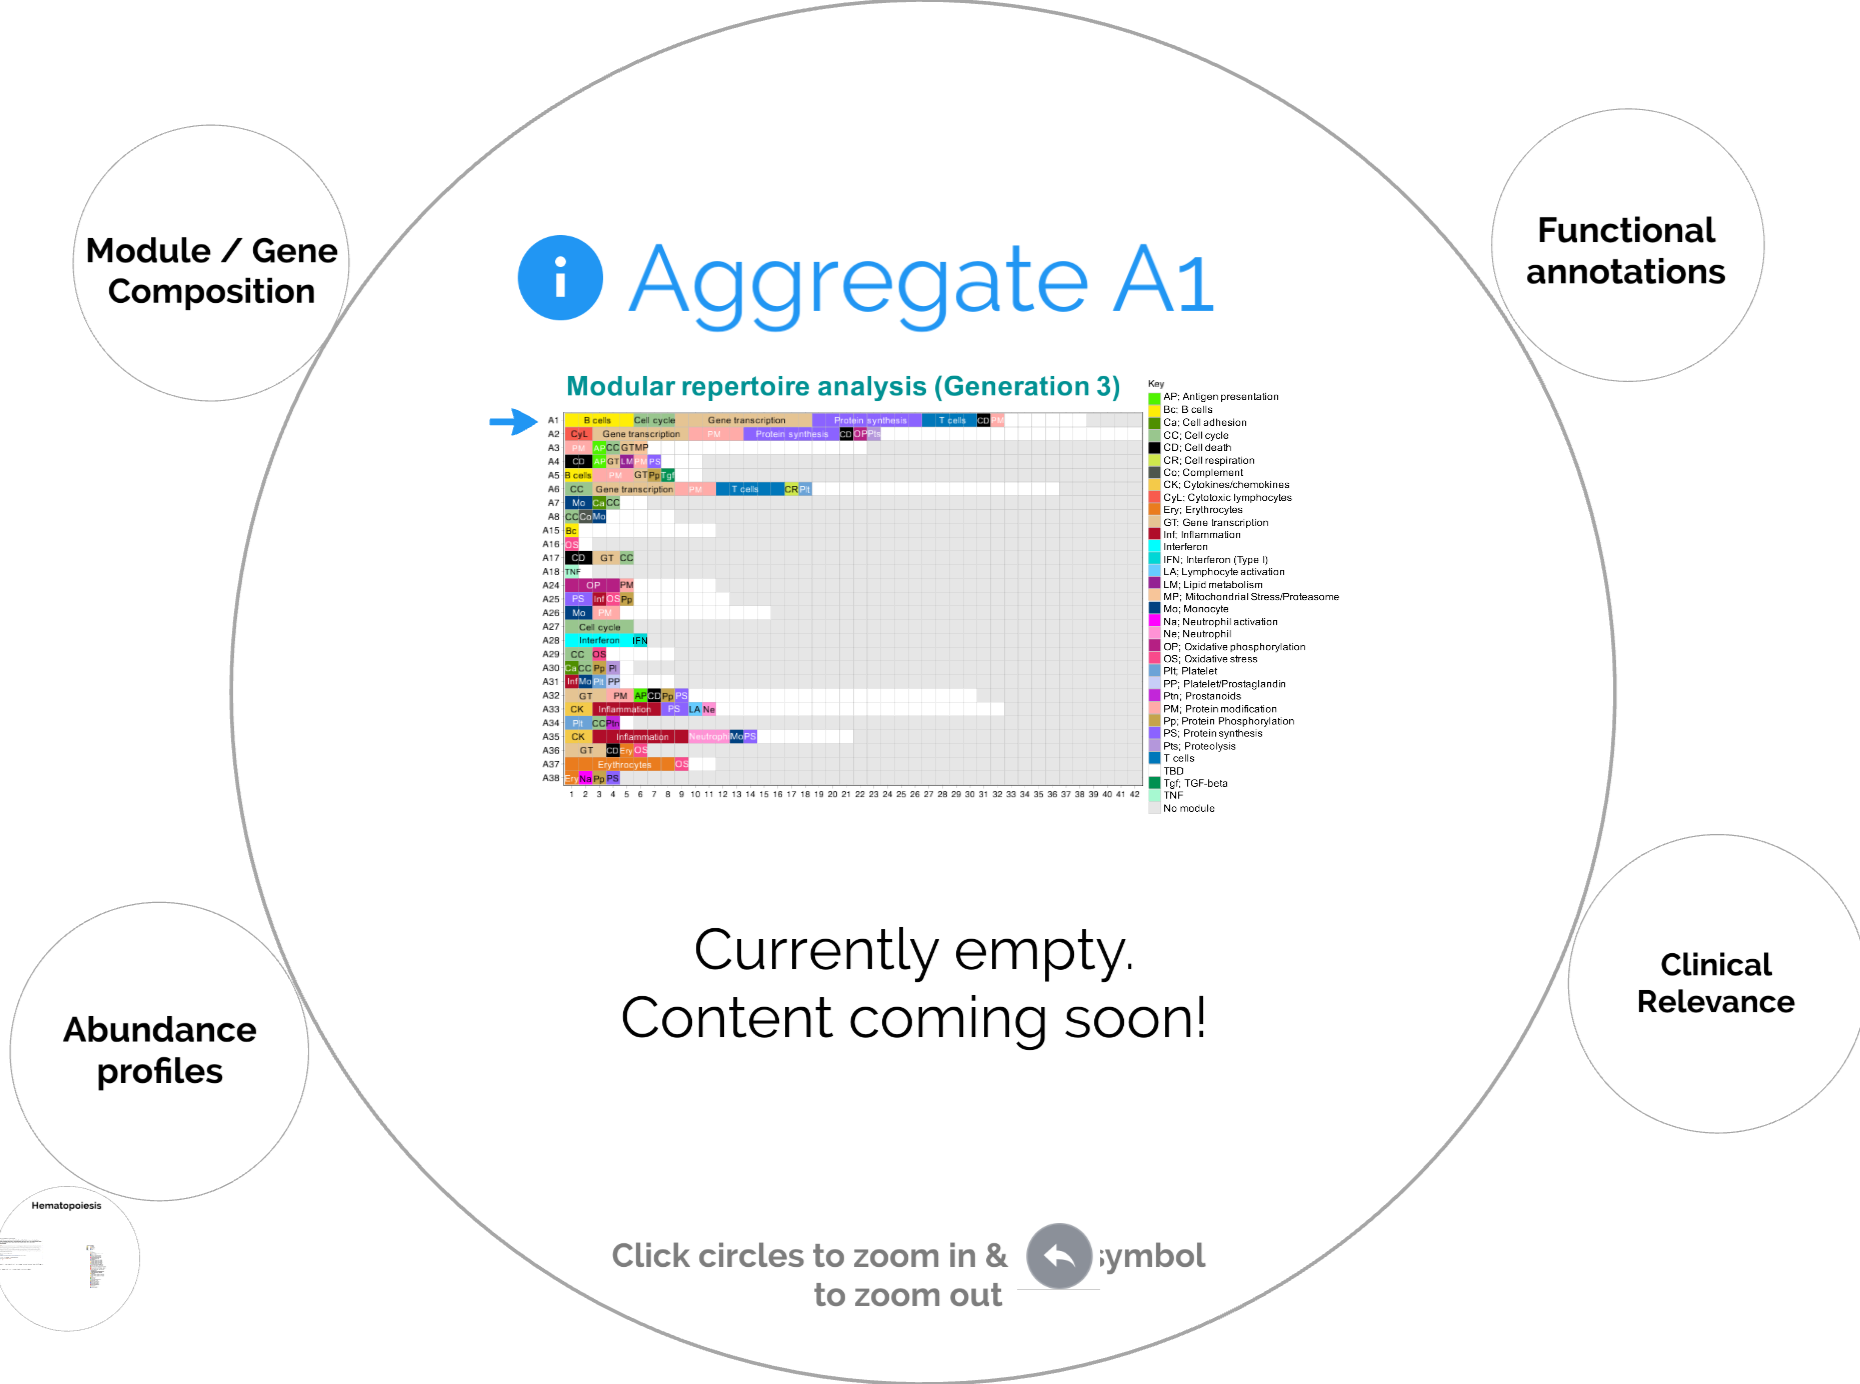 Module / Gene
Composition
Functional
annotations
i Aggregate A1
Modular repertoire analysis (Generation 3)
A1 B cells Cell cycle Gene transcription Protein synthesis T cells CD PM
A2 CyL Gene transcription PM Protein synthesis CD OP Pts
A3 PM AP CC GT MP
A4 CD AP GT LM PM PS
A5 B cells PM GT Pp Tgf
A6 CC Gene transcription PM T cells CR Plt
A7 Mo Ca CC
A8 CC Co Mo
A15 Bc
A16 OS
A17 CD GT CC
A18 TNF
A24 OP PM
A25 PS Inf OS Pp
A26 Mo PM
A27 Cell cycle
A28 Interferon IFN
A29 CC OS
A30 Ca CC Pp Pl
A31 Inf Mo Plt PP
A32 GT PM AP CD Pp PS
A33 CK Inflammation PS LA Ne
A34 Plt CC Ptn
A35 CK Inflammation Neutrophi Mo PS
A36 GT CD Ery OS
A37 Erythrocytes OS
A38 Ery Na Pp PS
1 2 3 4 5 6 7 8 9 10 11 12 13 14 15 16 17 18 19 20 21 22 23 24 25 26 27 28 29 30 31 32 33 34 35 36 37 38 39 40 41 42
Key
AP: Antigen presentation
Bc: B cells
Ca; Cell adhesion
CC; Cell cycle
CD; Cell death
CR; Cell respiration
Co; Complement
CK; Cytokines/chemokines
CyL: Cytotoxic lymphocytes
Ery; Erythrocytes
GT: Gene transcription
Inf; Inflammation
Interferon
IFN; Interferon (Type I)
LA; Lymphocyte activation
LM; Lipid metabolism
MP; Mitochondrial Stress/Proteasome
Mo; Monocyte
Na; Neutrophil activation
Ne; Neutrophil
OP; Oxidative phosphorylation
OS; Oxidative stress
Plt; Platelet
PP; Platelet/Prostaglandin
Ptn; Prostanoids
PM; Protein modification
Pp; Protein Phosphorylation
PS; Protein synthesis
Pts; Proteolysis
T cells
TBD
Tgf; TGF-beta
TNF
No module
Currently empty.
Content coming soon!
Clinical
Relevance
Abundance
profiles
Hematopoiesis
Click circles to zoom in & symbol
to zoom out